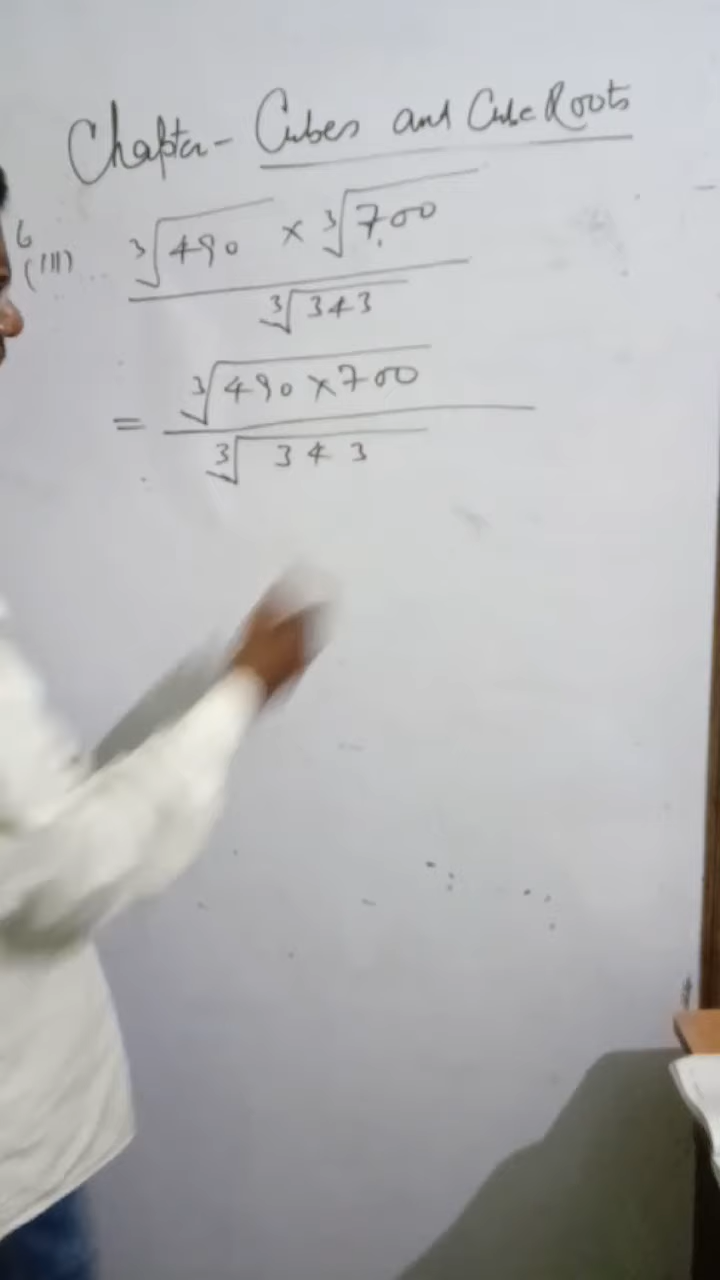 Chapter- Cubes and Cube Roots
6
(III) ∛490 × ∛700
∛343
= ∛490×700
∛343